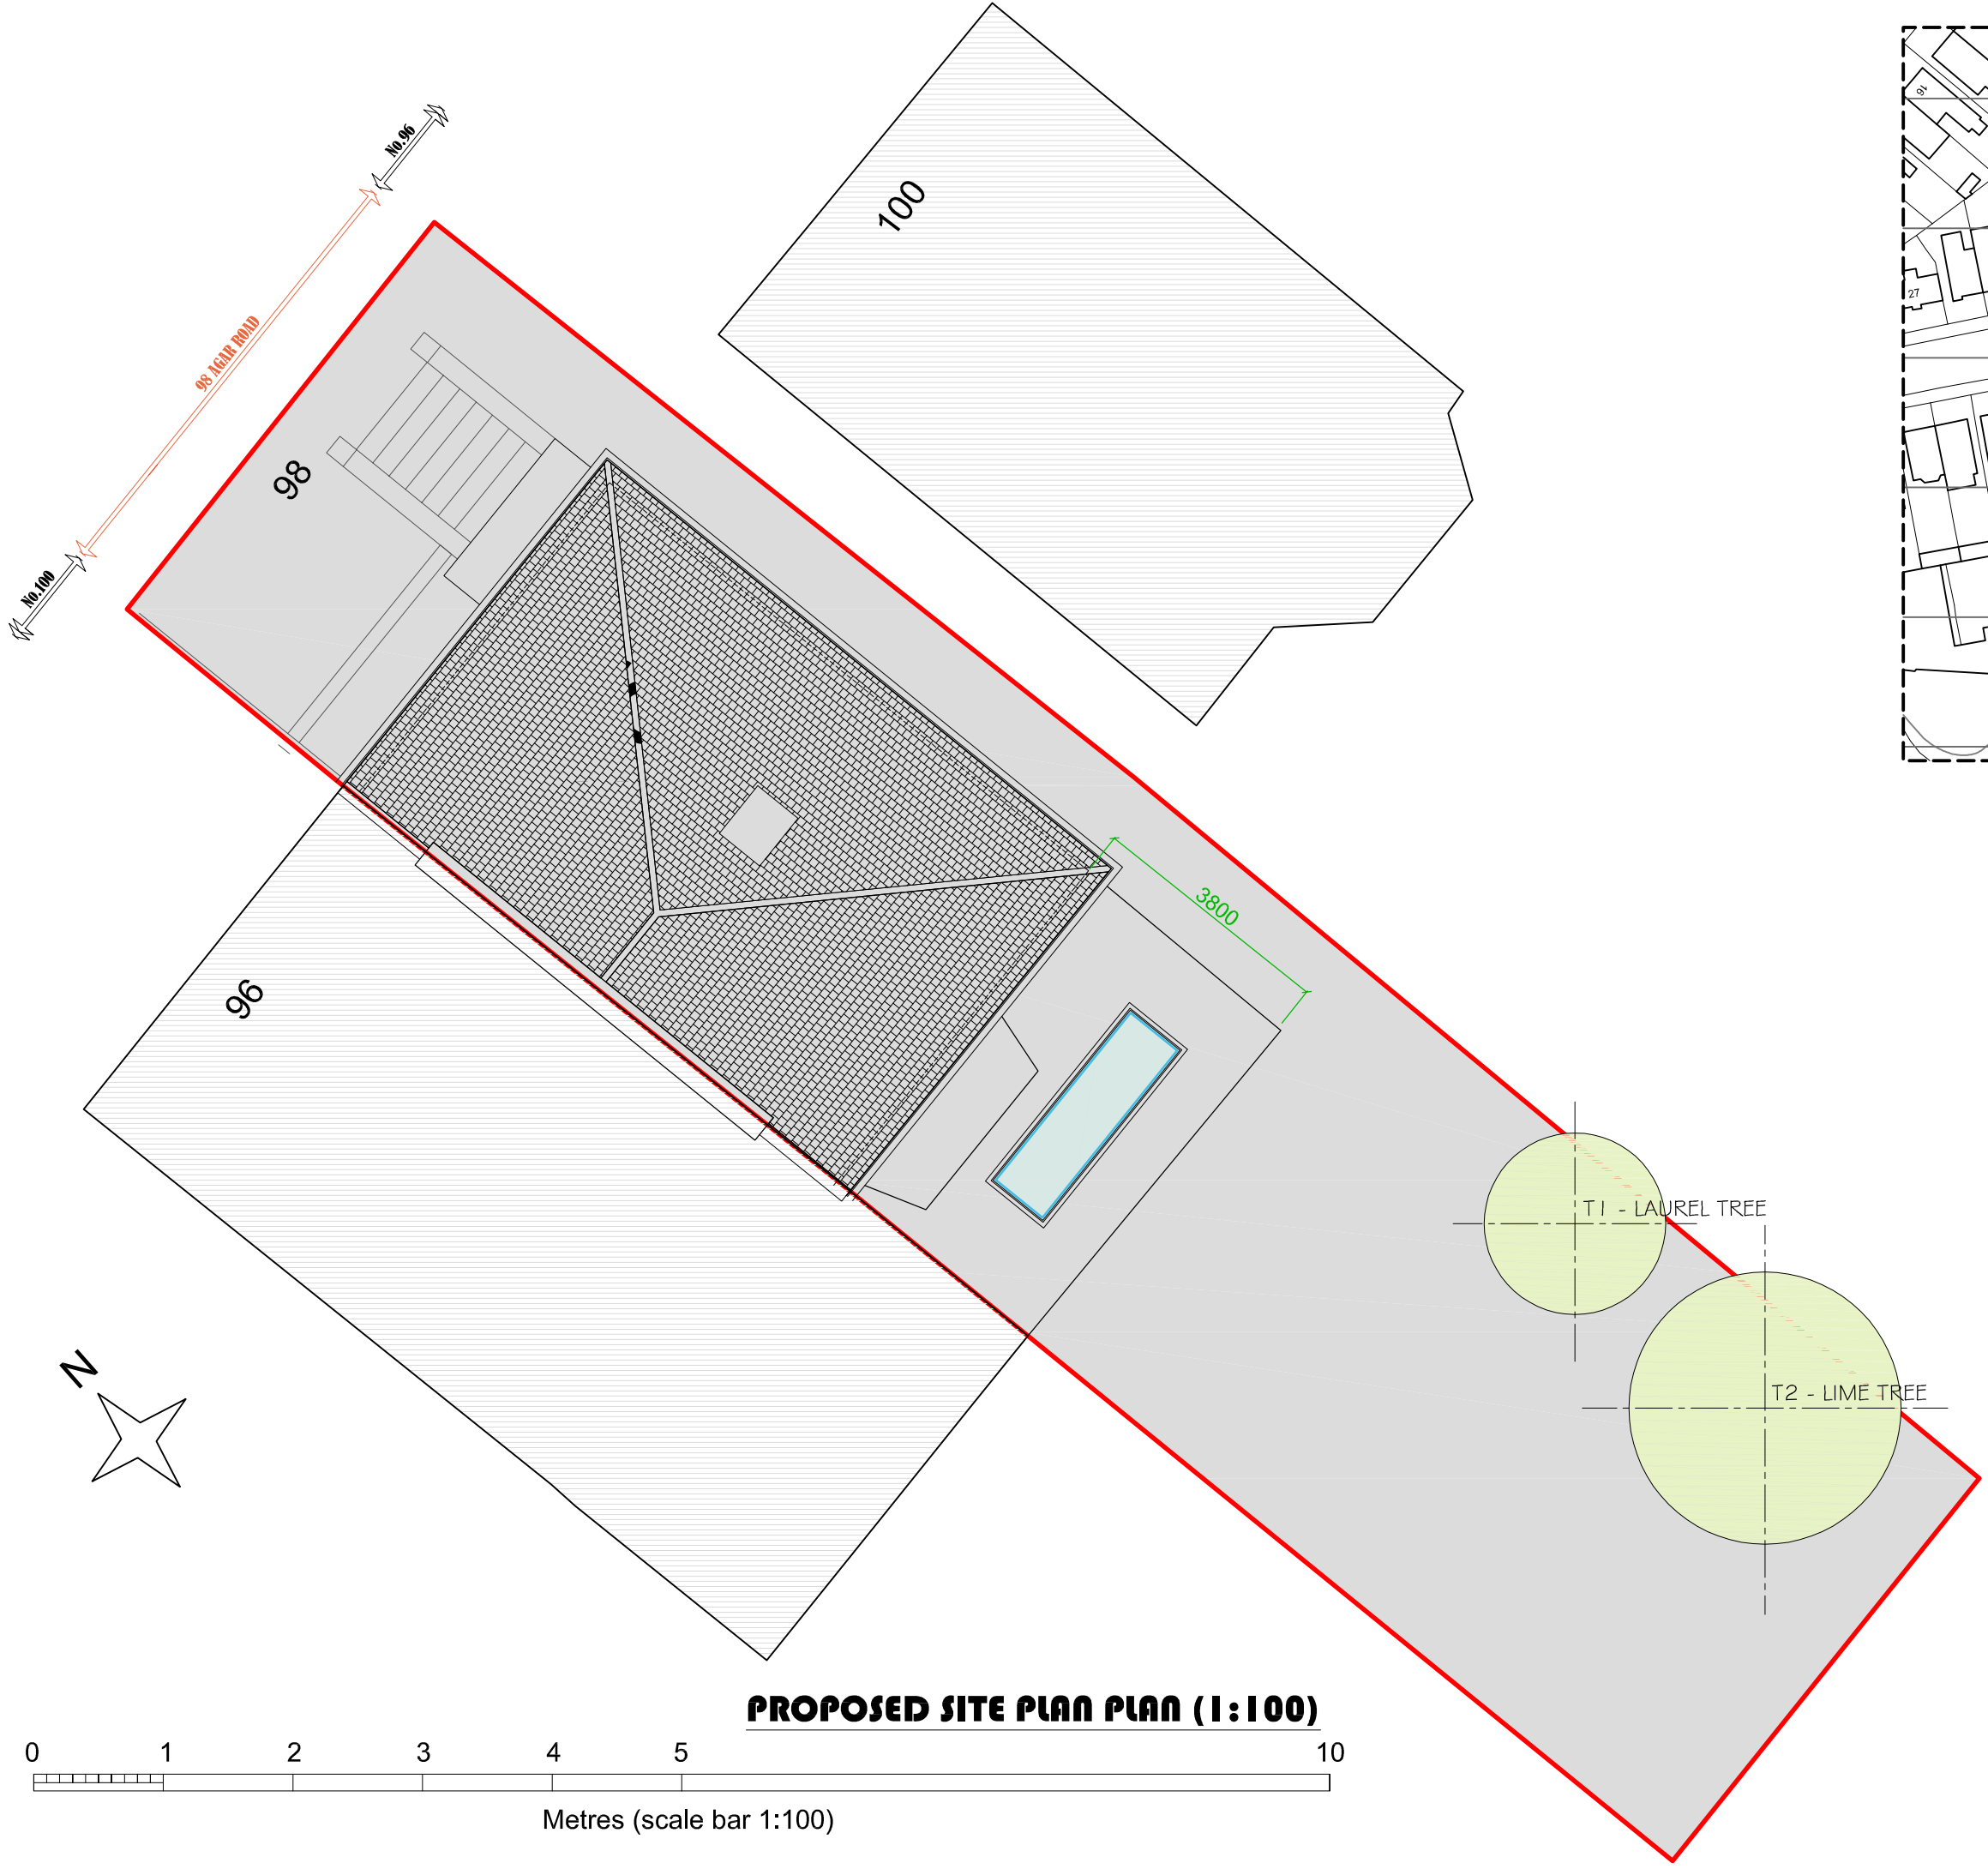 16
No.96
100
98 AGAR ROAD
27
98
No.100
3800
96
T1 - LAUREL TREE
T2 - LIME TREE
N
PROPOSED SITE PLAN PLAN (1:100)
0 1 2 3 4 5 10
Metres (scale bar 1:100)